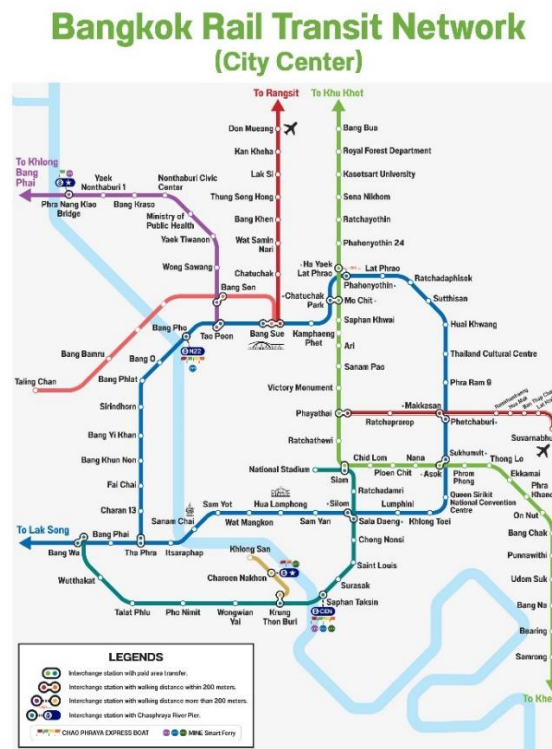 Bangkok Rail Transit Network
(City Center)
To Rangsit
To Khu Khot
Don Mueang
Bang Bua
Kan Kheha
Royal Forest Department
To Khlong
Bang
Phai
Lak Si
Kasetsart University
Yaek
Nonthaburi 1
Nonthaburi Civic
Center
Thung Song Hong
Sena Nikhom
Phra Nang Klao
Bridge
Bang Kraso
Ministry of
Public Health
Bang Khen
Ratchayothin
Yaek Tiwanon
Wat Samin
Nari
Phahonyothin 24
Wong Sawang
Chatuchak
Ha Yaek
Lat Phrao
Lat Phrao
Phahonyothin
Ratchadaphisek
Bang Son
Chatuchak
Park
Mo Chit
Sutthisan
Bang Pho
N22
Tao Poon
Bang Sue
Kamphaeng
Phet
Saphan Khwai
Huai Khwang
Bang O
Ari
Thailand Cultural Centre
Bang Bamru
Bang Phlat
Sanam Pao
Taling Chan
Sirindhorn
Victory Monument
Phra Ram 9
Bang Yi Khan
Phayathai
Makkasan
Ratchaprarop
Phetchaburi
Suvarnabhu
Bang Khun Non
Ratchathewi
Sukhumvit
Fai Chai
National Stadium
Siam
Chid Lom
Nana
Ploen Chit
Asok
Phrom
Phong
Thong Lo
Ekkamai
Phra
Khanong
On Nut
Charan 13
Ratchadamri
Queen Sirikit
National Convention
Centre
To Lak Song
Bang Phai
Sanam Chai
Sam Yot
Hua Lamphong
Silom
Lumphini
Bang Wa
Tha Phra
Itsaraphap
Wat Mangkon
Sam Yan
Sala Daeng
Khlong Toei
Bang Chak
Khlong San
Chong Nonsi
Punnawithi
Wutthakat
Charoen Nakhon
Saint Louis
Udom Suk
Surasak
Talat Phlu
Pho Nimit
Wongwian
Yai
Krung
Thon Buri
Saphan Taksin
CEN
Bang Na
Bearing
Samrong
To Khe
LEGENDS
Interchange station with paid area transfer.
Interchange station with walking distance within 200 meters.
Interchange station with walking distance more than 200 meters.
Interchange station with Chaophraya River Pier.
CHAO PHRAYA EXPRESS BOAT
MINE Smart Ferry